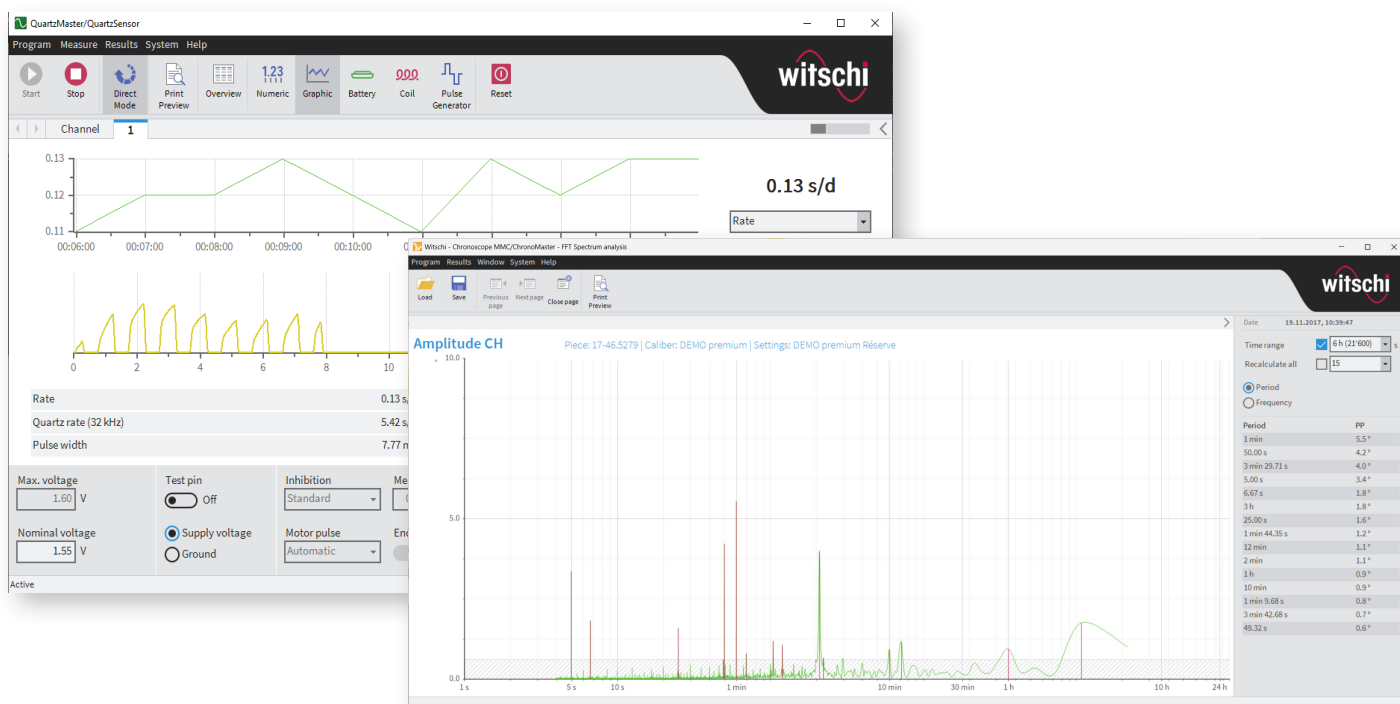 QuartzMaster/QuartzSensor
Program Measure Results System Help
Start Stop Direct Mode Print Preview Overview 1.23 Numeric Graphic Battery Coil Pulse Generator Reset
witschi
Channel 1
0.13
0.12
0.11
00:06:00 00:07:00 00:08:00 00:09:00 00:10:00
0.13 s/d
Rate
0 2 4 6 8 10
Rate 0.13 s
Quartz rate (32 kHz) 5.42 s
Pulse width 7.77
Max. voltage
1.60 V
Nominal voltage
1.55 V
Test pin
Off
Supply voltage
Ground
Inhibition
Standard
Motor pulse
Automatic
Active
Witschi - Chronoscope MMC/ChronoMaster - FFT Spectrum analysis
Program Results Window System Help
Load Save Previous page Next page Close page Print Preview
witschi
Amplitude CH
Piece: 17-46.5279 | Caliber: DEMO premium | Settings: DEMO premium Réserve
10.0
5.0
0.0
1 s 5 s 10 s 1 min 10 min 30 min 1 h 10 h 24 h
Date 19.11.2017, 10:39:47
Time range 6 h (21'600) s
Recalculate all 15
Period
Frequency
Period PP
1 min 5.5°
50.00 s 4.2°
3 min 29.71 s 4.0°
5.00 s 3.4°
6.67 s 1.8°
3 h 1.8°
25.00 s 1.6°
1 min 44.35 s 1.2°
12 min 1.1°
2 min 1.1°
1 h 0.9°
10 min 0.9°
1 min 9.68 s 0.8°
3 min 42.68 s 0.7°
49.32 s 0.6°